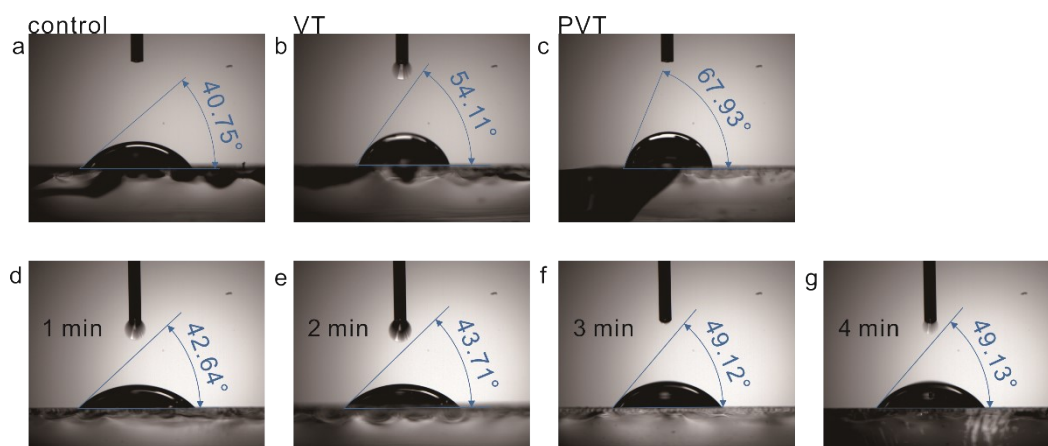 control VT PVT
a b c
40.75° 54.11° 67.93°
d e f g
1 min 2 min 3 min 4 min
42.64° 43.71° 49.12° 49.13°